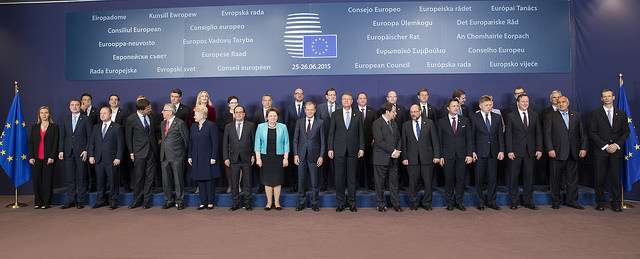 Eiropadome
Kunsill Ewropew
Evropská rada
Consiliul European
Consiglio europeo
Eurooppa-neuvosto
Europos Vadovų Taryba
Европейски съвет
Europese Raad
Rada Europejska
Evropski svet
Conseil européen
25-26.06.2015
Consejo Europeo
Europeiska rådet
Európai Tanács
Euroopa Ülemkogu
Det Europæiske Råd
Europäischer Rat
An Chomhairle Eorpach
Ευρωπαϊκό Συμβούλιο
Conselho Europeu
European Council
Európska rada
Europsko vijeće